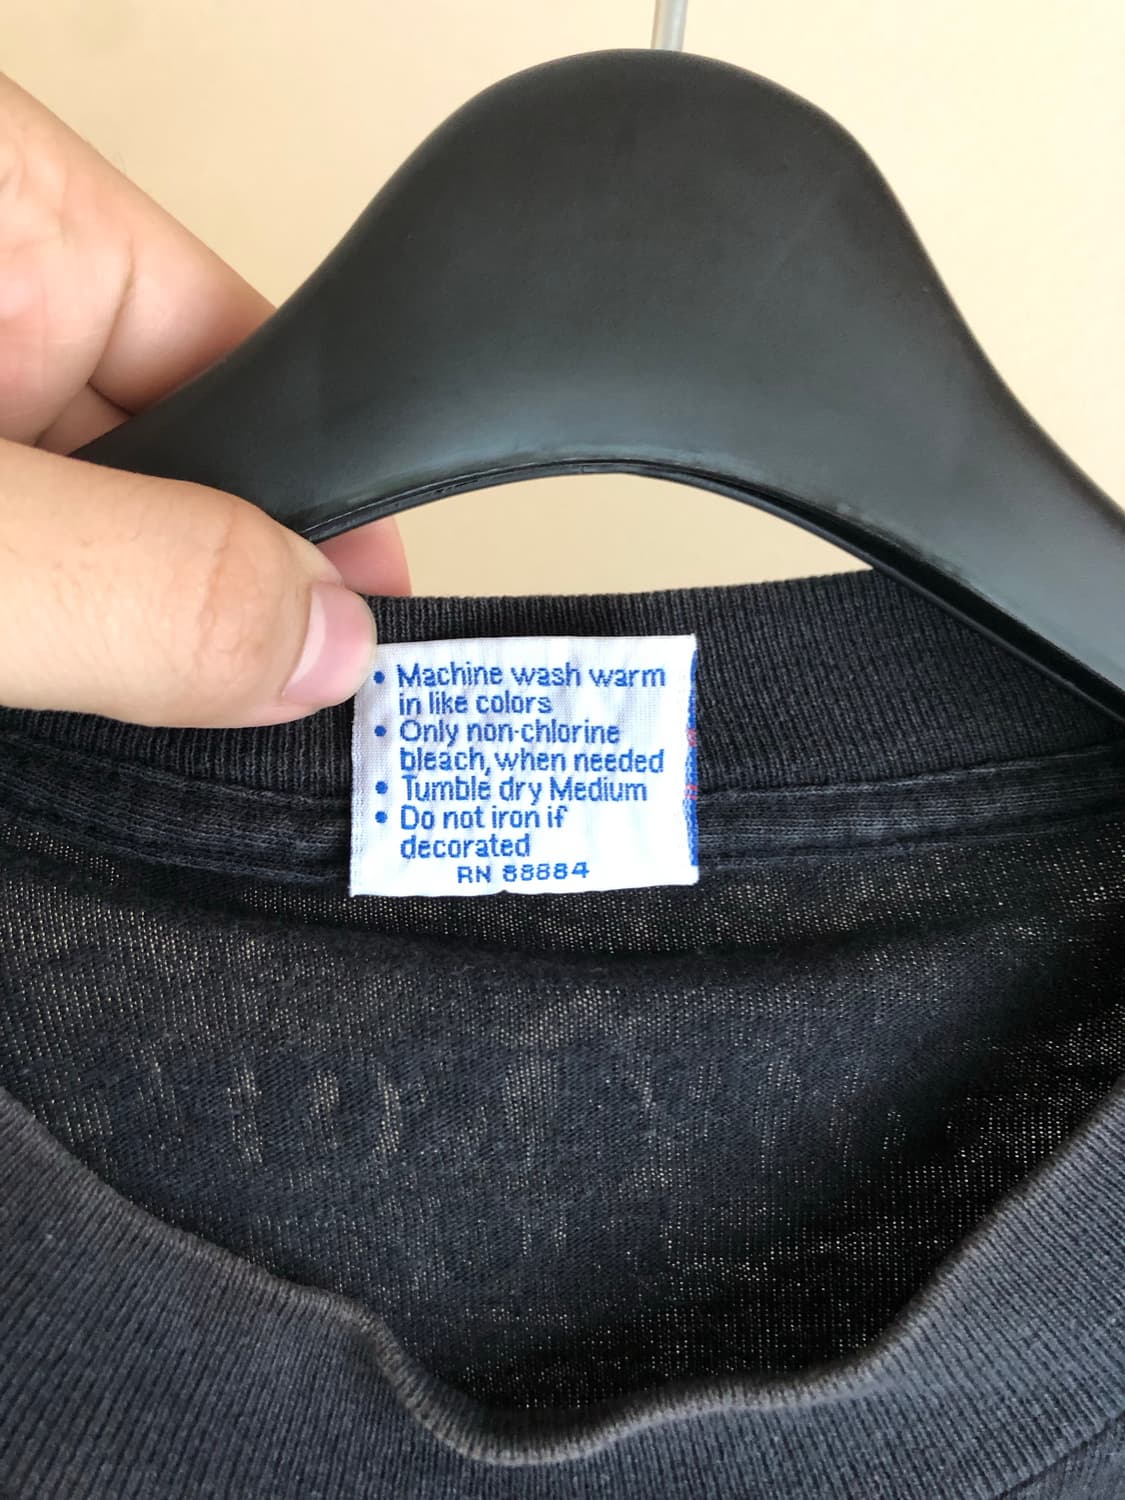 • Machine wash warm
in like colors
• Only non-chlorine
bleach, when needed
• Tumble dry Medium
• Do not iron if
decorated
RN 88884